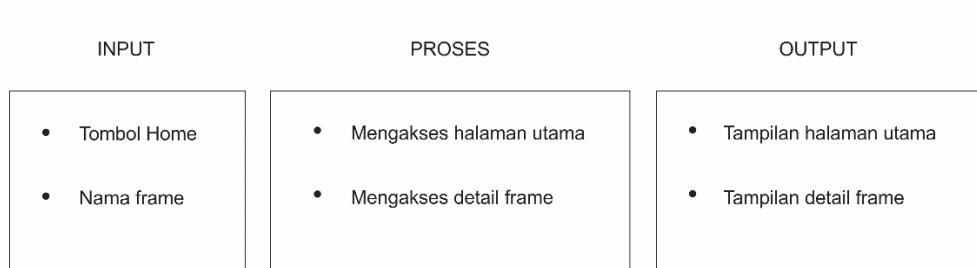 INPUT PROSES OUTPUT
• Tombol Home • Mengakses halaman utama • Tampilan halaman utama
• Nama frame • Mengakses detail frame • Tampilan detail frame